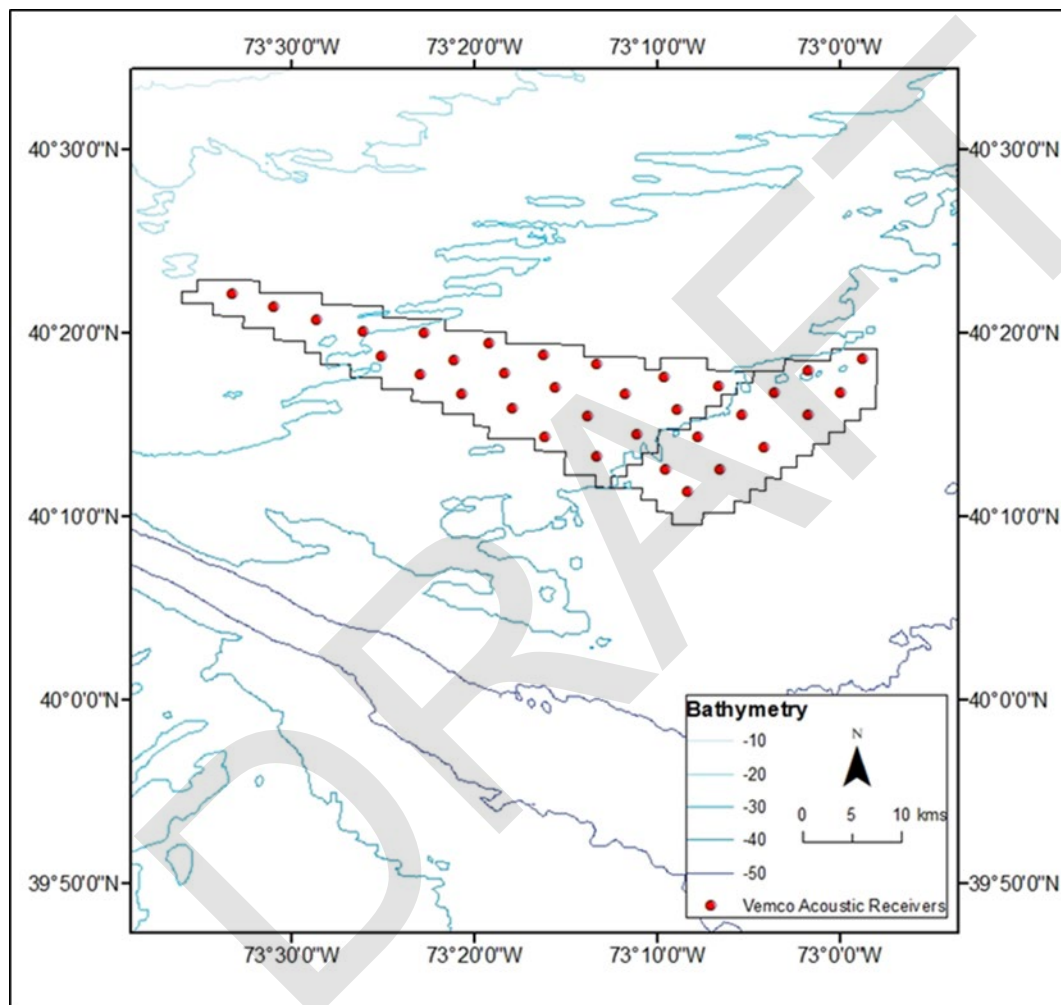 73°30'0"W 73°20'0"W 73°10'0"W 73°0'0"W
40°30'0"N 40°30'0"N
40°20'0"N 40°20'0"N
40°10'0"N 40°10'0"N
40°0'0"N 40°0'0"N
39°50'0"N 39°50'0"N
DRAFT
Bathymetry
-10
-20
-30
-40
-50
N
0 5 10 kms
Vemco Acoustic Receivers
73°30'0"W 73°20'0"W 73°10'0"W 73°0'0"W